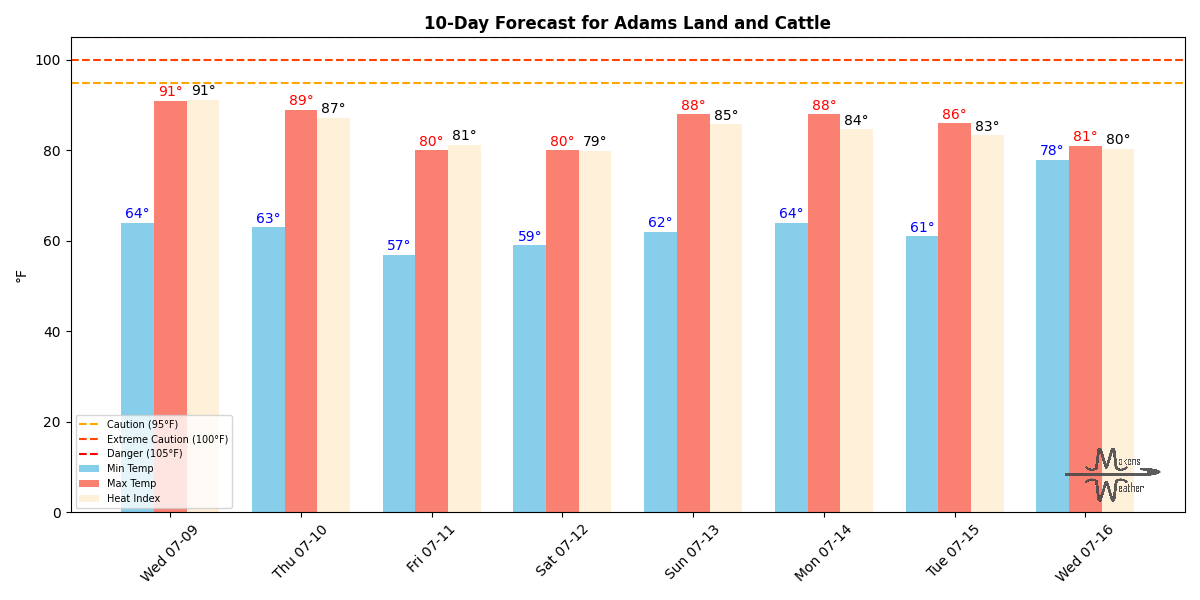 10-Day Forecast for Adams Land and Cattle
°F
100
80
60
40
20
0
64° 91° 91°
63° 89° 87°
57° 80° 81°
59° 80° 79°
62° 88° 85°
64° 88° 84°
61° 86° 83°
78° 81° 80°
Caution (95°F)
Extreme Caution (100°F)
Danger (105°F)
Min Temp
Max Temp
Heat Index
Wed 07-09
Thu 07-10
Fri 07-11
Sat 07-12
Sun 07-13
Mon 07-14
Tue 07-15
Wed 07-16